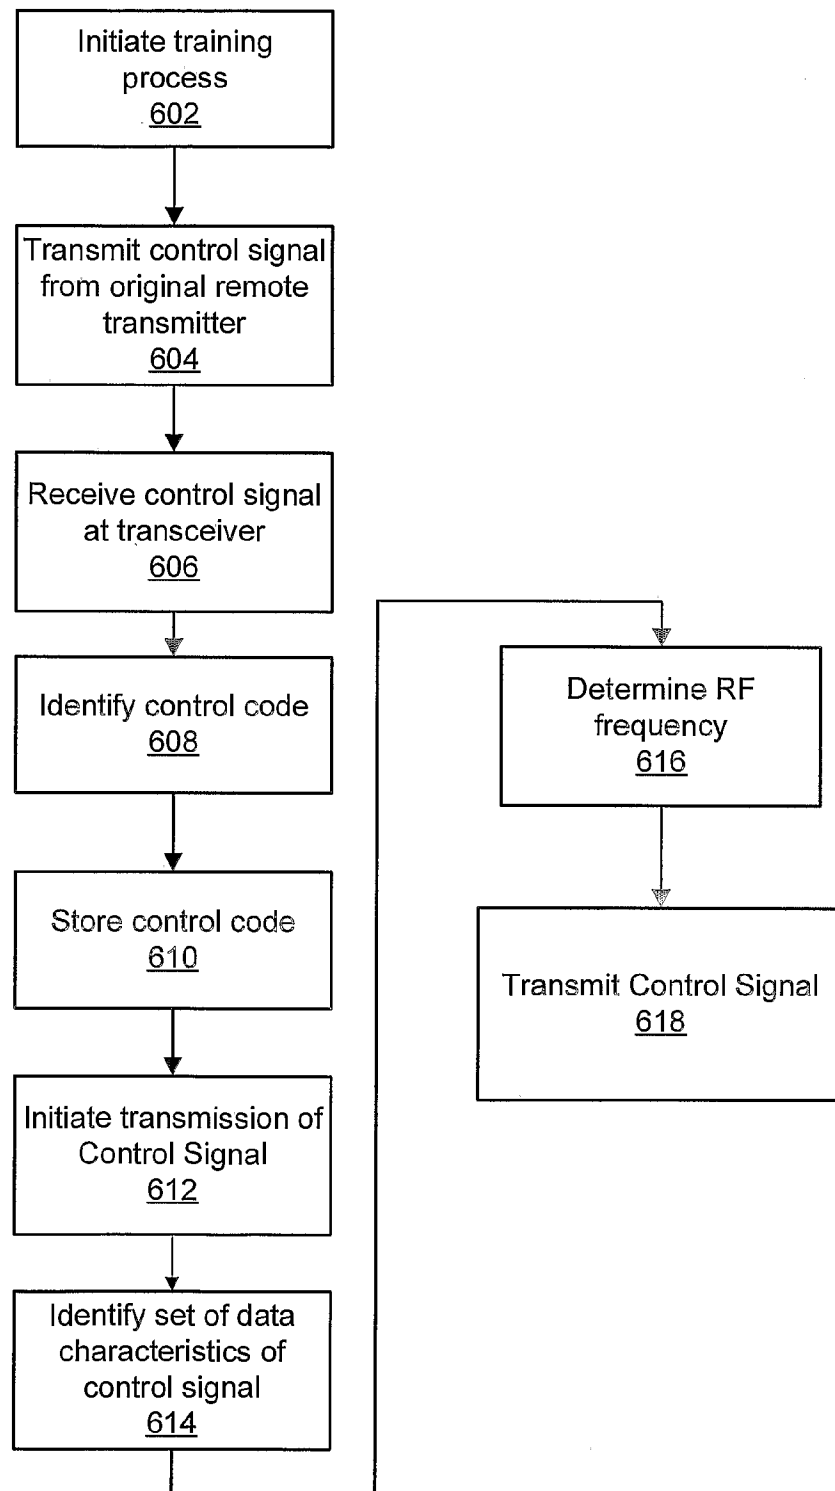 Initiate training
process
602
Transmit control signal
from original remote
transmitter
604
Receive control signal
at transceiver
606
Identify control code
608
Store control code
610
Initiate transmission of
Control Signal
612
Identify set of data
characteristics of
control signal
614
Determine RF
frequency
616
Transmit Control Signal
618